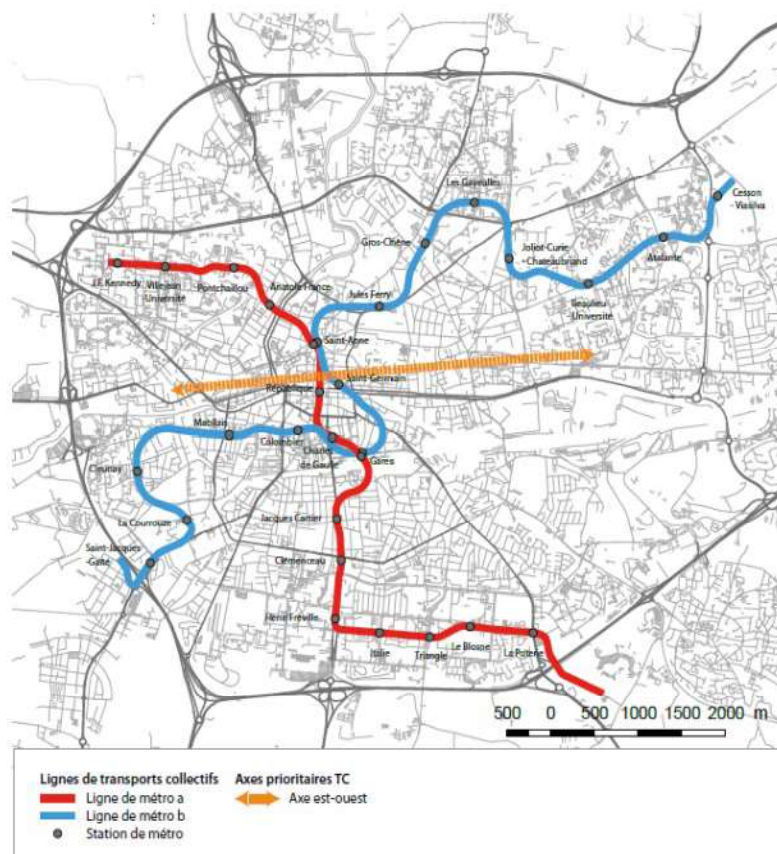 Les Gayeulles
Cesson
- Viasilva
Gros-Chêne
Joliot-Curie
- Chateaubriand
Atalante
J.F. Kennedy
Villejean
Université
Pontchaillou
Anatole France
Jules Ferry
Beaulieu
- Université
Saint-Anne
Saint-Germain
République
Mabilais
Colombier
Charles
de Gaulle
Gares
Cleunay
La Courrouze
Jacques Cartier
Saint-Jacques
- Gaîté
Clémenceau
Henri Fréville
Italie
Triangle
Le Blosne
La Poterie
500 0 500 1000 1500 2000 m
Lignes de transports collectifs
Ligne de métro a
Ligne de métro b
Station de métro
Axes prioritaires TC
Axe est-ouest